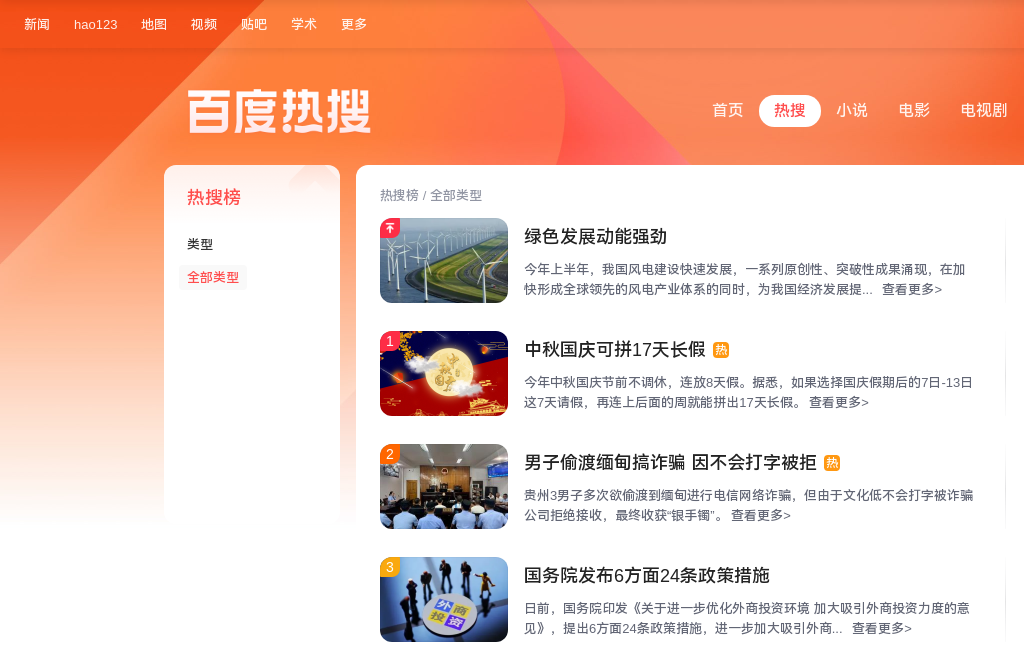 新闻 hao123 地图 视频 贴吧 学术 更多
百度热搜
首页 热搜 小说 电影 电视剧
热搜榜
类型
全部类型
热搜榜 / 全部类型
绿色发展动能强劲
今年上半年，我国风电建设快速发展，一系列原创性、突破性成果涌现，在加
快形成全球领先的风电产业体系的同时，为我国经济发展提... 查看更多>
1
中秋国庆
中秋国庆可拼17天长假 热
今年中秋国庆节前不调休，连放8天假。据悉，如果选择国庆假期后的7日-13日
这7天请假，再连上后面的周就能拼出17天长假。 查看更多>
2
男子偷渡缅甸搞诈骗 因不会打字被拒 热
贵州3男子多次欲偷渡到缅甸进行电信网络诈骗，但由于文化低不会打字被诈骗
公司拒绝接收，最终收获“银手镯”。 查看更多>
3
外商
投资
国务院发布6方面24条政策措施
日前，国务院印发《关于进一步优化外商投资环境 加大吸引外商投资力度的意
见》，提出6方面24条政策措施，进一步加大吸引外商... 查看更多>